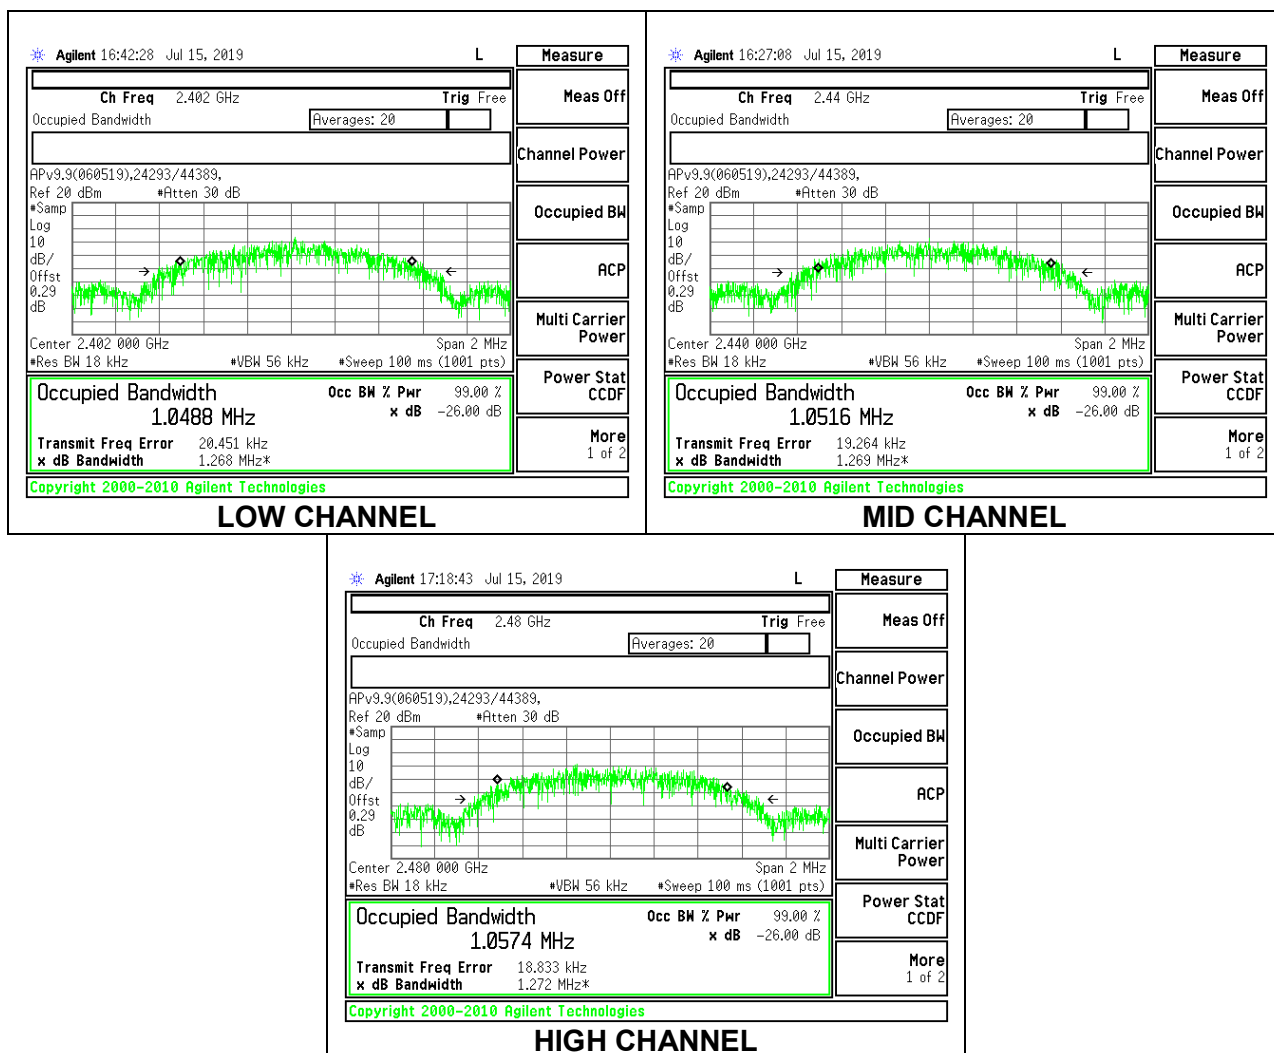 Agilent 16:42:28 Jul 15, 2019 L Measure
Ch Freq 2.402 GHz Trig Free
Meas Off
Occupied Bandwidth Averages: 20
Channel Power
APv9.9(060519),24293/44389,
Ref 20 dBm #Atten 30 dB
#Samp
Log
10
dB/
Offst
0.29
dB
Occupied BW
ACP
Multi Carrier
Power
Center 2.402 000 GHz Span 2 MHz
#Res BW 18 kHz #VBW 56 kHz #Sweep 100 ms (1001 pts)
Power Stat
CCDF
Occupied Bandwidth Occ BW % Pwr 99.00 %
1.0488 MHz x dB -26.00 dB
Transmit Freq Error 20.451 kHz
x dB Bandwidth 1.268 MHz*
More
1 of 2
Copyright 2000-2010 Agilent Technologies
LOW CHANNEL
Agilent 16:27:08 Jul 15, 2019 L Measure
Ch Freq 2.44 GHz Trig Free
Meas Off
Occupied Bandwidth Averages: 20
Channel Power
APv9.9(060519),24293/44389,
Ref 20 dBm #Atten 30 dB
#Samp
Log
10
dB/
Offst
0.29
dB
Occupied BW
ACP
Multi Carrier
Power
Center 2.440 000 GHz Span 2 MHz
#Res BW 18 kHz #VBW 56 kHz #Sweep 100 ms (1001 pts)
Power Stat
CCDF
Occupied Bandwidth Occ BW % Pwr 99.00 %
1.0516 MHz x dB -26.00 dB
Transmit Freq Error 19.264 kHz
x dB Bandwidth 1.269 MHz*
More
1 of 2
Copyright 2000-2010 Agilent Technologies
MID CHANNEL
Agilent 17:18:43 Jul 15, 2019 L Measure
Ch Freq 2.48 GHz Trig Free
Meas Off
Occupied Bandwidth Averages: 20
Channel Power
APv9.9(060519),24293/44389,
Ref 20 dBm #Atten 30 dB
#Samp
Log
10
dB/
Offst
0.29
dB
Occupied BW
ACP
Multi Carrier
Power
Center 2.480 000 GHz Span 2 MHz
#Res BW 18 kHz #VBW 56 kHz #Sweep 100 ms (1001 pts)
Power Stat
CCDF
Occupied Bandwidth Occ BW % Pwr 99.00 %
1.0574 MHz x dB -26.00 dB
Transmit Freq Error 18.833 kHz
x dB Bandwidth 1.272 MHz*
More
1 of 2
Copyright 2000-2010 Agilent Technologies
HIGH CHANNEL